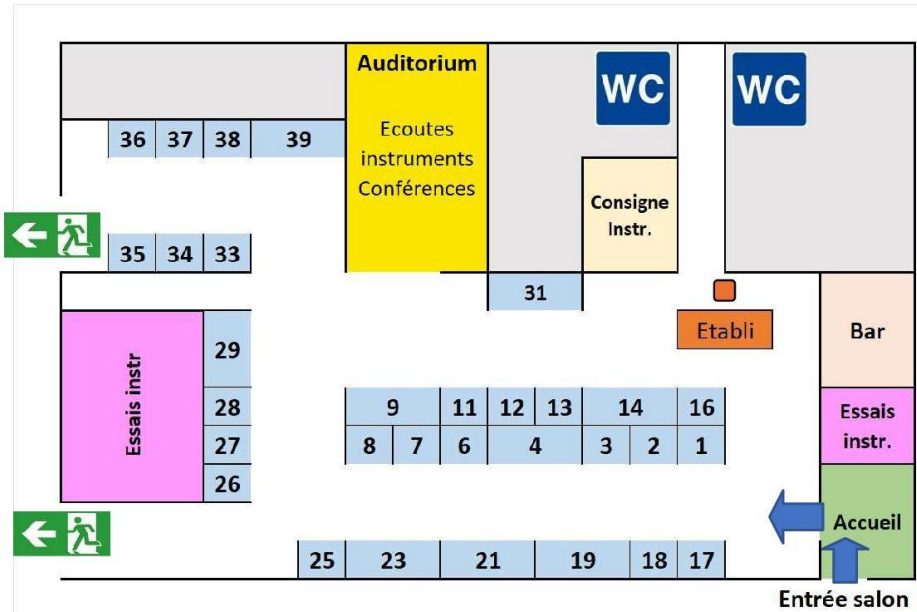 Auditorium
Ecoutes
instruments
Conférences
WC
WC
36 37 38 39
Consigne
Instr.
35 34 33
31
Etabli
Bar
Essais instr
29
28
27
26
9 11 12 13 14 16
8 7 6 4 3 2 1
Essais
instr.
Accueil
25 23 21 19 18 17
Entrée salon